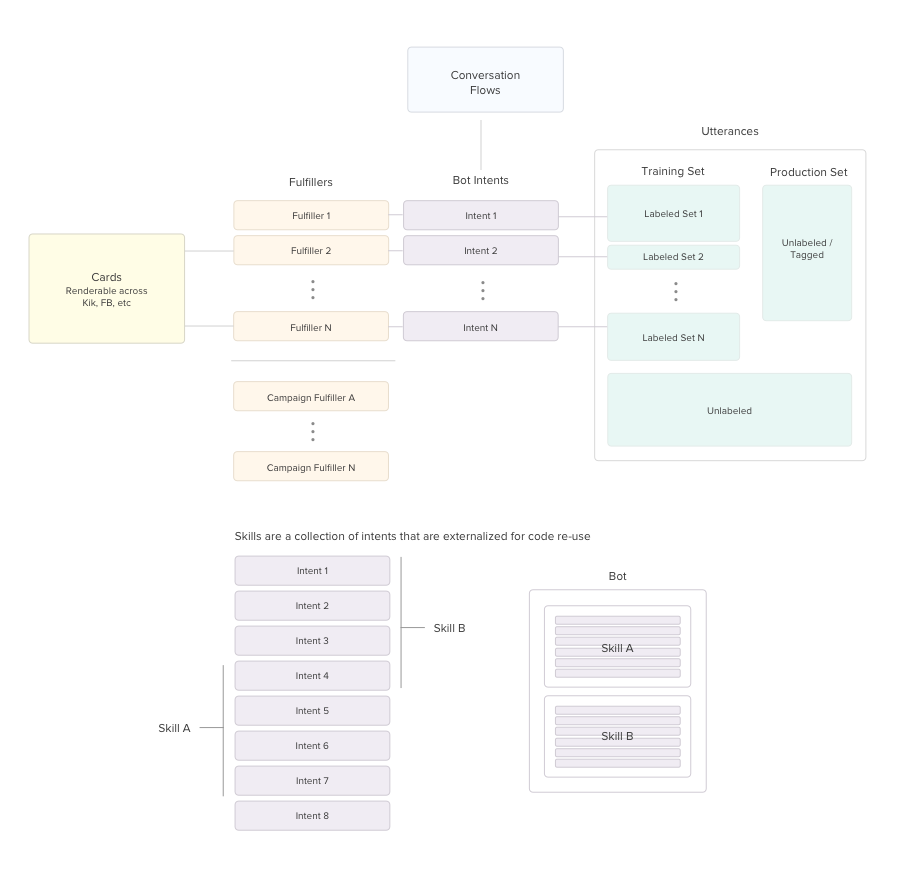 Conversation
Flows
Utterances
Fulfillers
Bot Intents
Training Set
Production Set
Fulfiller 1
Intent 1
Labeled Set 1
Fulfiller 2
Intent 2
Labeled Set 2
Unlabeled /
Tagged
Cards
Renderable across
Kik, FB, etc
Fulfiller N
Intent N
Labeled Set N
Campaign Fulfiller A
Unlabeled
Campaign Fulfiller N
Skills are a collection of intents that are externalized for code re-use
Intent 1
Intent 2
Intent 3
Intent 4
Intent 5
Intent 6
Intent 7
Intent 8
Skill B
Skill A
Bot
Skill A
Skill B